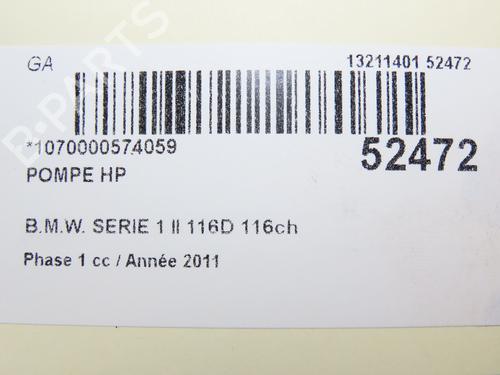 GA
13211401 52472
*1070000574059
52472
POMPE HP
B.M.W. SERIE 1 II 116D 116ch
Phase 1 cc / Année 2011
B-PARTS